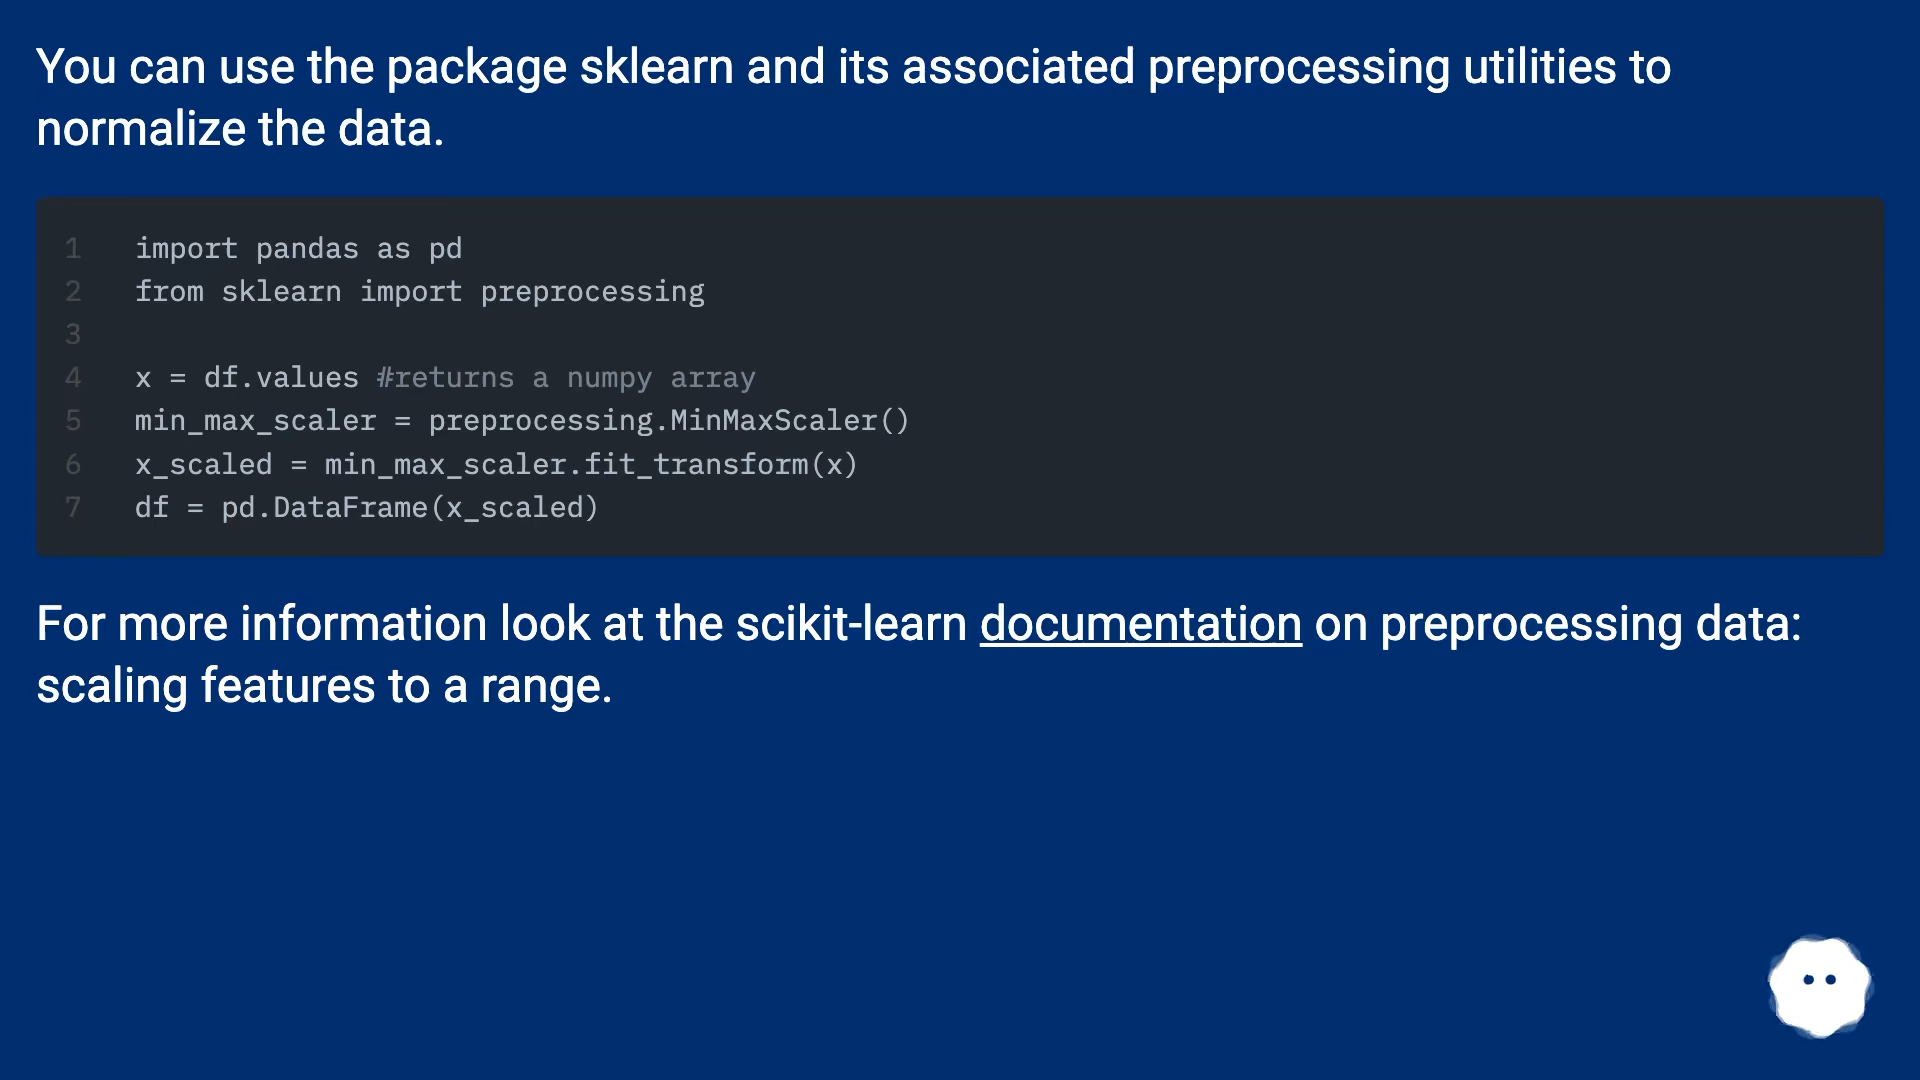 You can use the package sklearn and its associated preprocessing utilities to
normalize the data.
1 import pandas as pd
2 from sklearn import preprocessing
3
4 x = df.values #returns a numpy array
5 min_max_scaler = preprocessing.MinMaxScaler()
6 x_scaled = min_max_scaler.fit_transform(x)
7 df = pd.DataFrame(x_scaled)
For more information look at the scikit-learn documentation on preprocessing data:
scaling features to a range.